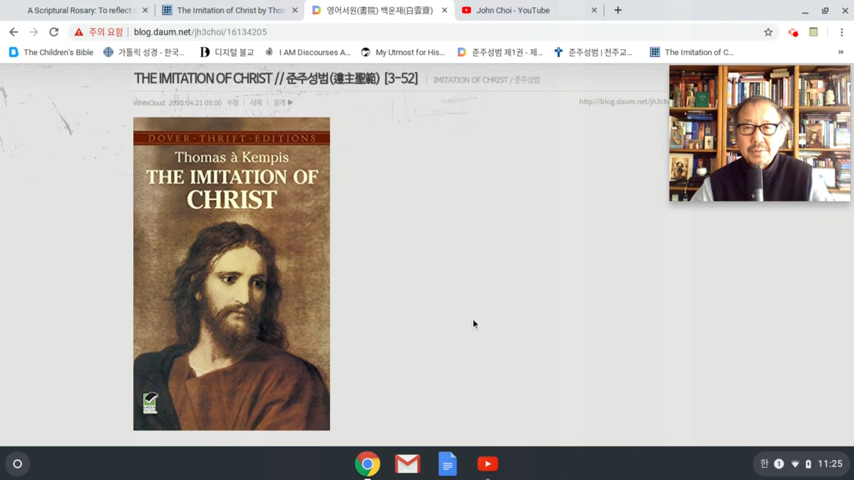 A Scriptural Rosary: To reflect
The Imitation of Christ by Thom
영어서원(書院) 백운재(白雲齋)
John Choi - YouTube
주의 요함
blog.daum.net/jh3choi/16134205
The Children's Bible
가톨릭 성경 - 한국...
디지털 불교
I AM Discourses A...
My Utmost for His...
준주성범 제1권 - 제...
준주성범 | 천주교...
The Imitation of C...
THE IMITATION OF CHRIST // 준주성범(遵主聖範) [3-52]
IMITATION OF CHRIST / 준주성범
WhiteCloud 2020.04.21 09:00 수정 삭제 공개 ▶
http://blog.daum.net/jh3ch
DOVER · THRIFT · EDITIONS
Thomas à Kempis
THE IMITATION OF
CHRIST
한
1
11:25